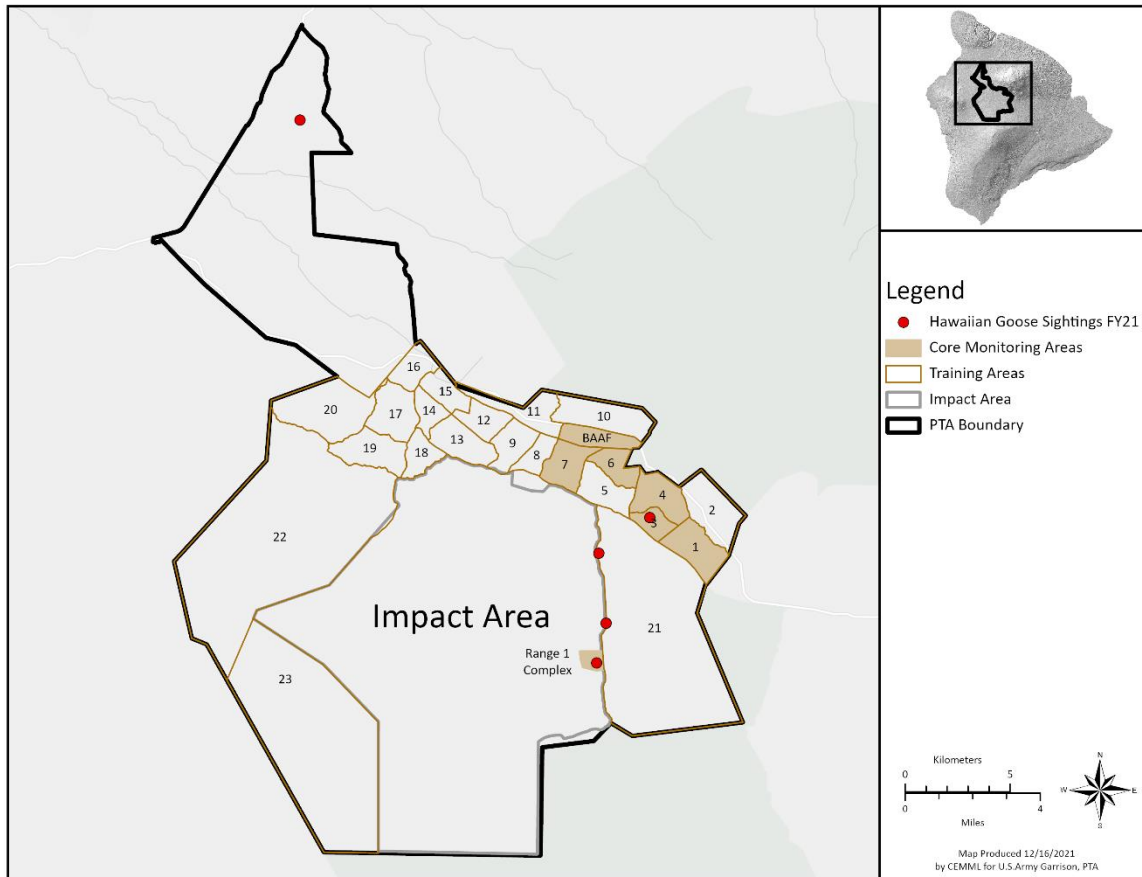 16
15
20
17
14
12
11
10
13
9
BAAF
19
18
8
7
6
5
4
2
3
1
22
Impact Area
21
Range 1
Complex
23
Legend
Hawaiian Goose Sightings FY21
Core Monitoring Areas
Training Areas
Impact Area
PTA Boundary
Kilometers
0 5
0 4
Miles
N
W E
S
Map Produced 12/16/2021
by CEMML for U.S.Army Garrison, PTA